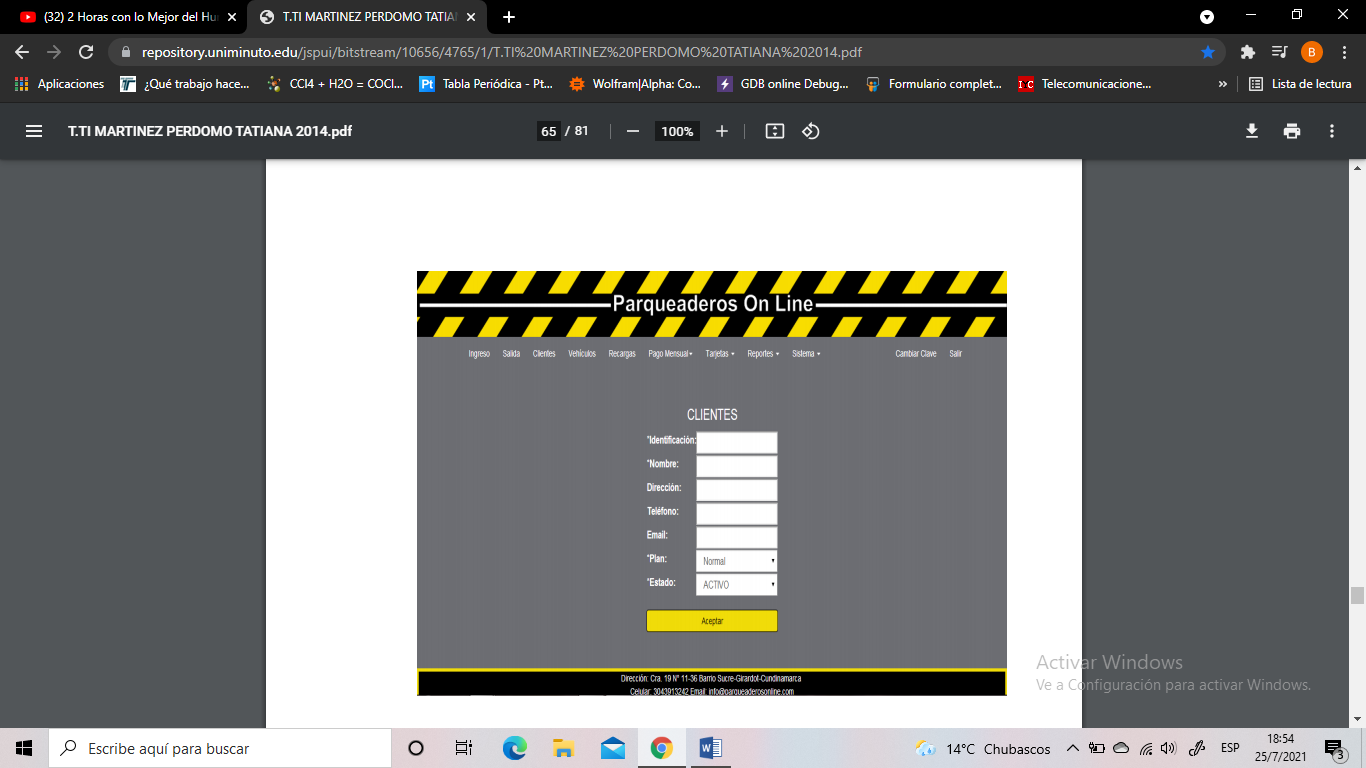 (32) 2 Horas con lo Mejor del Hu
T.TI MARTINEZ PERDOMO TATIA
repository.uniminuto.edu/jspui/bitstream/10656/4765/1/T.TI%20MARTINEZ%20PERDOMO%20TATIANA%202014.pdf
B
Aplicaciones
¿Qué trabajo hace...
CCl4 + H2O = COCl...
Pt
Tabla Periódica - Pt...
Wolfram|Alpha: Co...
GDB online Debug...
Formulario complet...
Telecomunicacione...
»
Lista de lectura
T.TI MARTINEZ PERDOMO TATIANA 2014.pdf
65 / 81
100%
Parqueaderos On Line
Ingreso Salida Clientes Vehículos Recargas Pago Mensual Tarjetas Reportes Sistema Cambiar Clave Salir
CLIENTES
*Identificación:
*Nombre:
Dirección:
Teléfono:
Email:
*Plan: Normal
*Estado: ACTIVO
Aceptar
Dirección: Cra. 19 N° 11-36 Barrio Sucre-Girardot-Cundinamarca
Celular: 3043913242 Email: info@parqueaderosonline.com
Activar Windows
Ve a Configuración para activar Windows.
Escribe aquí para buscar
14°C Chubascos
ESP
18:54
25/7/2021
3